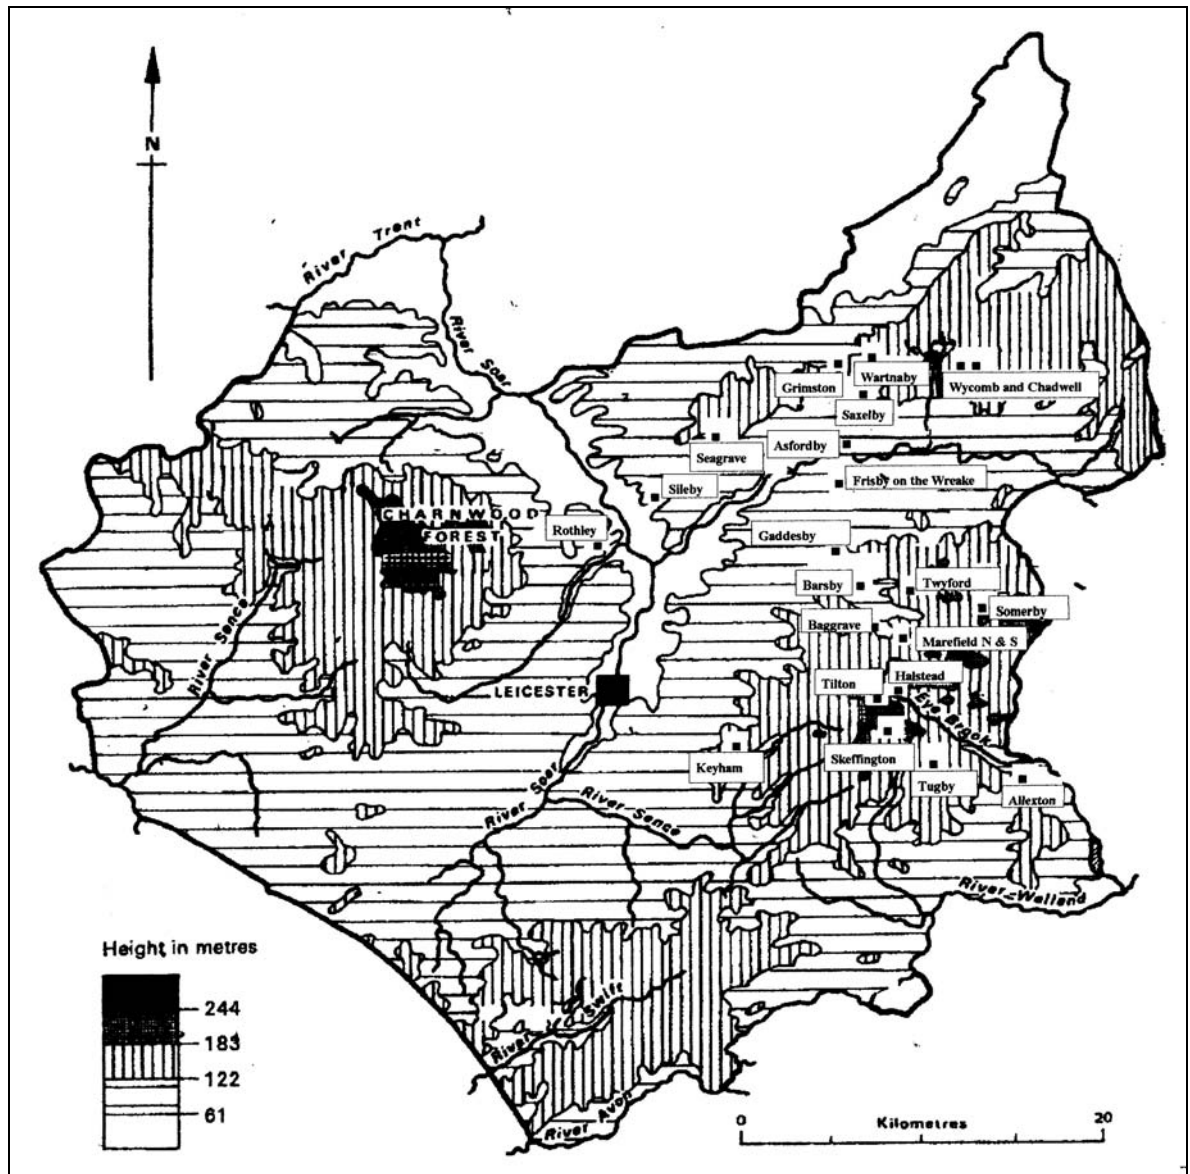 N
River Trent
River Soar
Grimston
Wartnaby
Wycomb and Chadwell
Saxelby
Asfordby
Seagrave
Frisby on the Wreake
Sileby
CHARNWOOD
FOREST
Rothley
Gaddesby
Barsby
Twyford
River Sence
Somerby
Baggrave
Marefield N & S
LEICESTER
Tilton
Halstead
Eye Brook
Keyham
Skeffington
Tugby
Allexton
River Soar
River Sence
River Welland
Height in metres
244
183
122
61
River Swift
River Avon
0
20
Kilometres